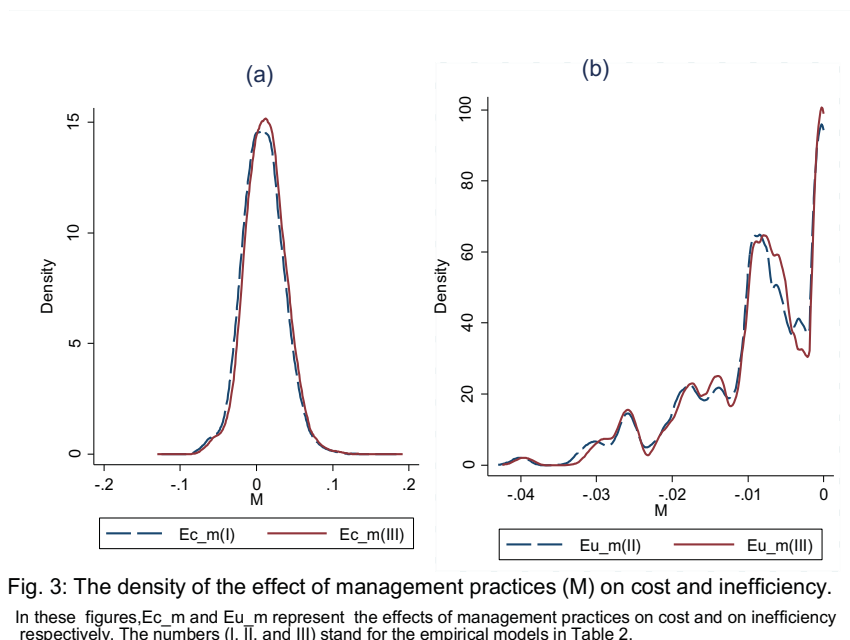 (a)
(b)
Density
15
10
5
0
-.2
-.1
0
.1
.2
M
Ec_m(I)
Ec_m(III)
Density
100
80
60
40
20
0
-.04
-.03
-.02
-.01
0
M
Eu_m(II)
Eu_m(III)
Fig. 3: The density of the effect of management practices (M) on cost and inefficiency.
In these figures,Ec_m and Eu_m represent the effects of management practices on cost and on inefficiency
respectively. The numbers (I, II, and III) stand for the empirical models in Table 2.